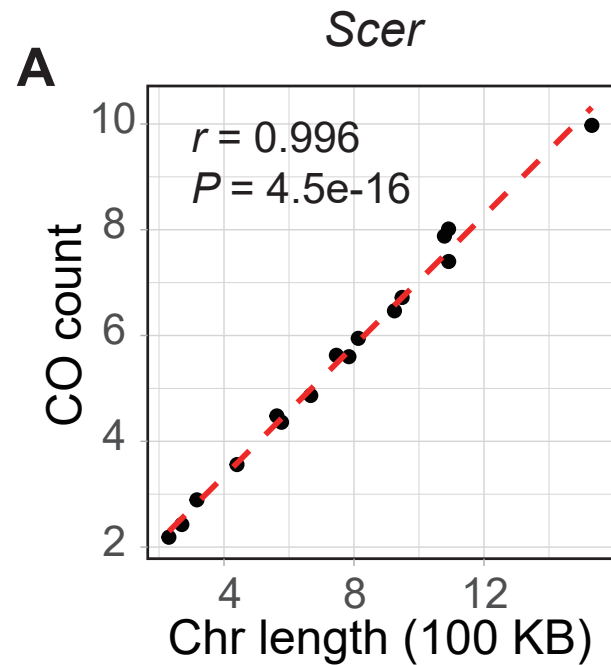 Scer
A
r = 0.996
P = 4.5e-16
10
8
6
4
2
CO count
4 8 12
Chr length (100 KB)